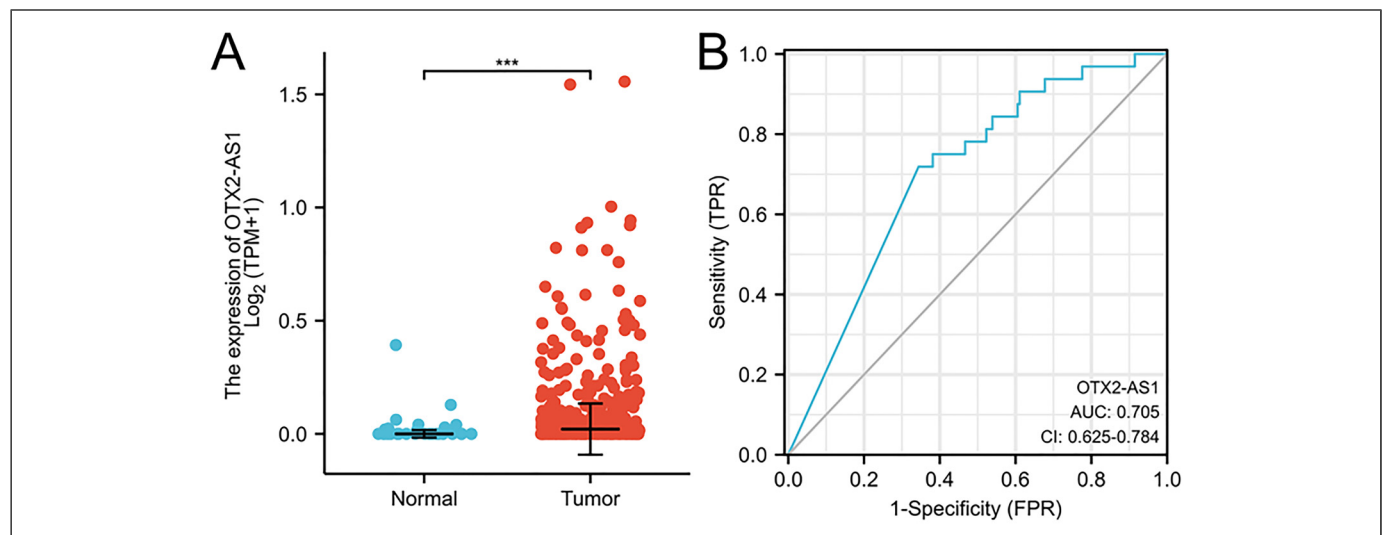 A
***
The expression of OTX2-AS1
Log2 (TPM+1)
1.5
1.0
0.5
0.0
Normal
Tumor
B
Sensitivity (TPR)
1.0
0.8
0.6
0.4
0.2
0.0
OTX2-AS1
AUC: 0.705
CI: 0.625-0.784
0.0 0.2 0.4 0.6 0.8 1.0
1-Specificity (FPR)